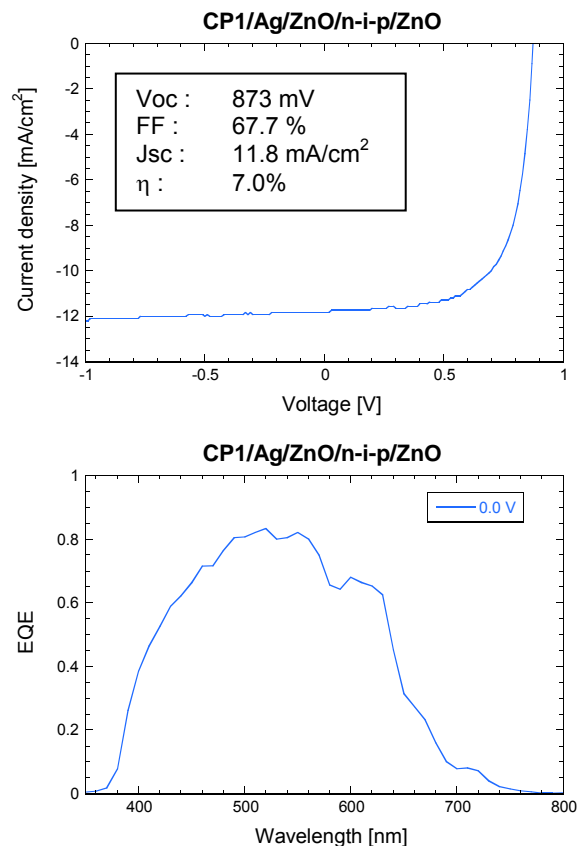 CP1/Ag/ZnO/n-i-p/ZnO
0
-2
-4
-6
-8
-10
-12
-14
Current density [mA/cm²]
Voc : 873 mV
FF : 67.7 %
Jsc : 11.8 mA/cm²
η : 7.0%
-1 -0.5 0 0.5 1
Voltage [V]
CP1/Ag/ZnO/n-i-p/ZnO
1
0.8
0.6
0.4
0.2
0
EQE
0.0 V
400 500 600 700 800
Wavelength [nm]